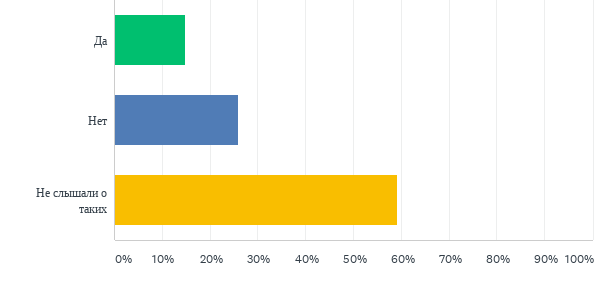 Да
Нет
Не слышали о
таких
0% 10% 20% 30% 40% 50% 60% 70% 80% 90% 100%